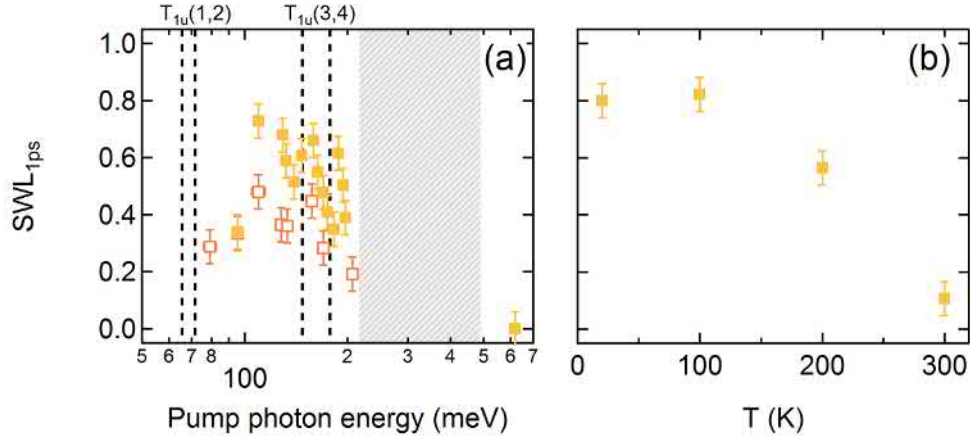 T1u(1,2) T1u(3,4)
(a) (b)
1.0
0.8
0.6
0.4
0.2
0.0
SWL1ps
5 6 7 8 2 3 4 5 6 7
100
0 100 200 300
Pump photon energy (meV) T (K)